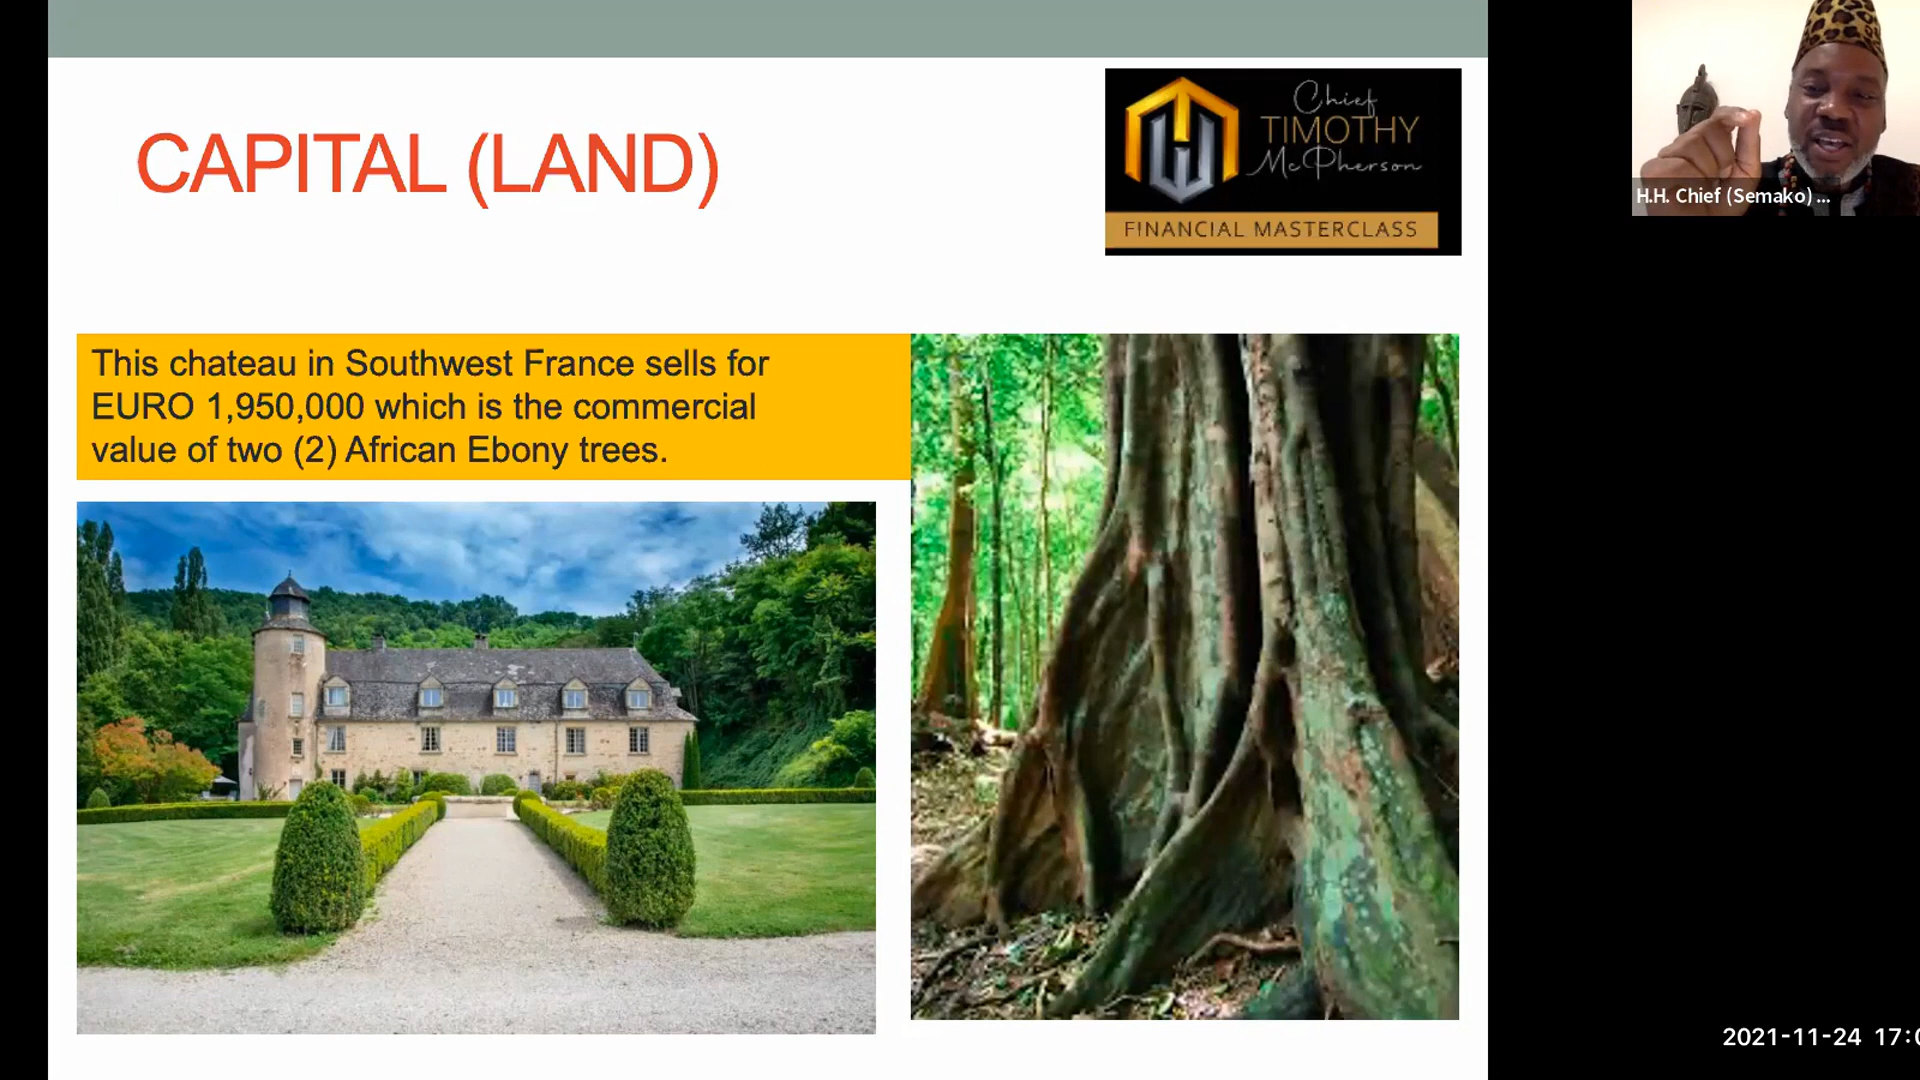 CAPITAL (LAND)
Chief
TIMOTHY
McPherson
FINANCIAL MASTERCLASS
H.H. Chief (Semako) ...
This chateau in Southwest France sells for
EURO 1,950,000 which is the commercial
value of two (2) African Ebony trees.
2021-11-24 17:0